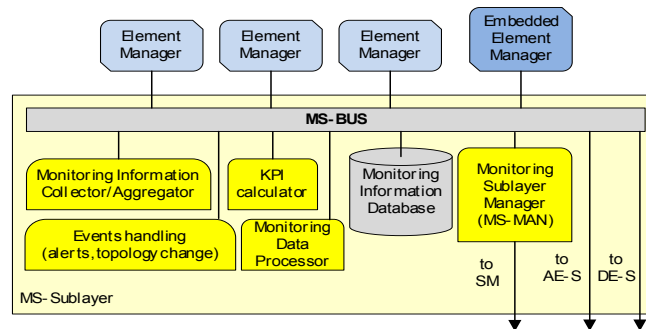 Element
Manager
Element
Manager
Element
Manager
Embedded
Element
Manager
MS-BUS
Monitoring Information
Collector/Aggregator
KPI
calculator
Monitoring
Information
Database
Monitoring
Sublayer
Manager
(MS-MAN)
Events handling
(alerts, topology change)
Monitoring
Data
Processor
to
SM
to
AE-S
to
DE-S
MS-Sublayer